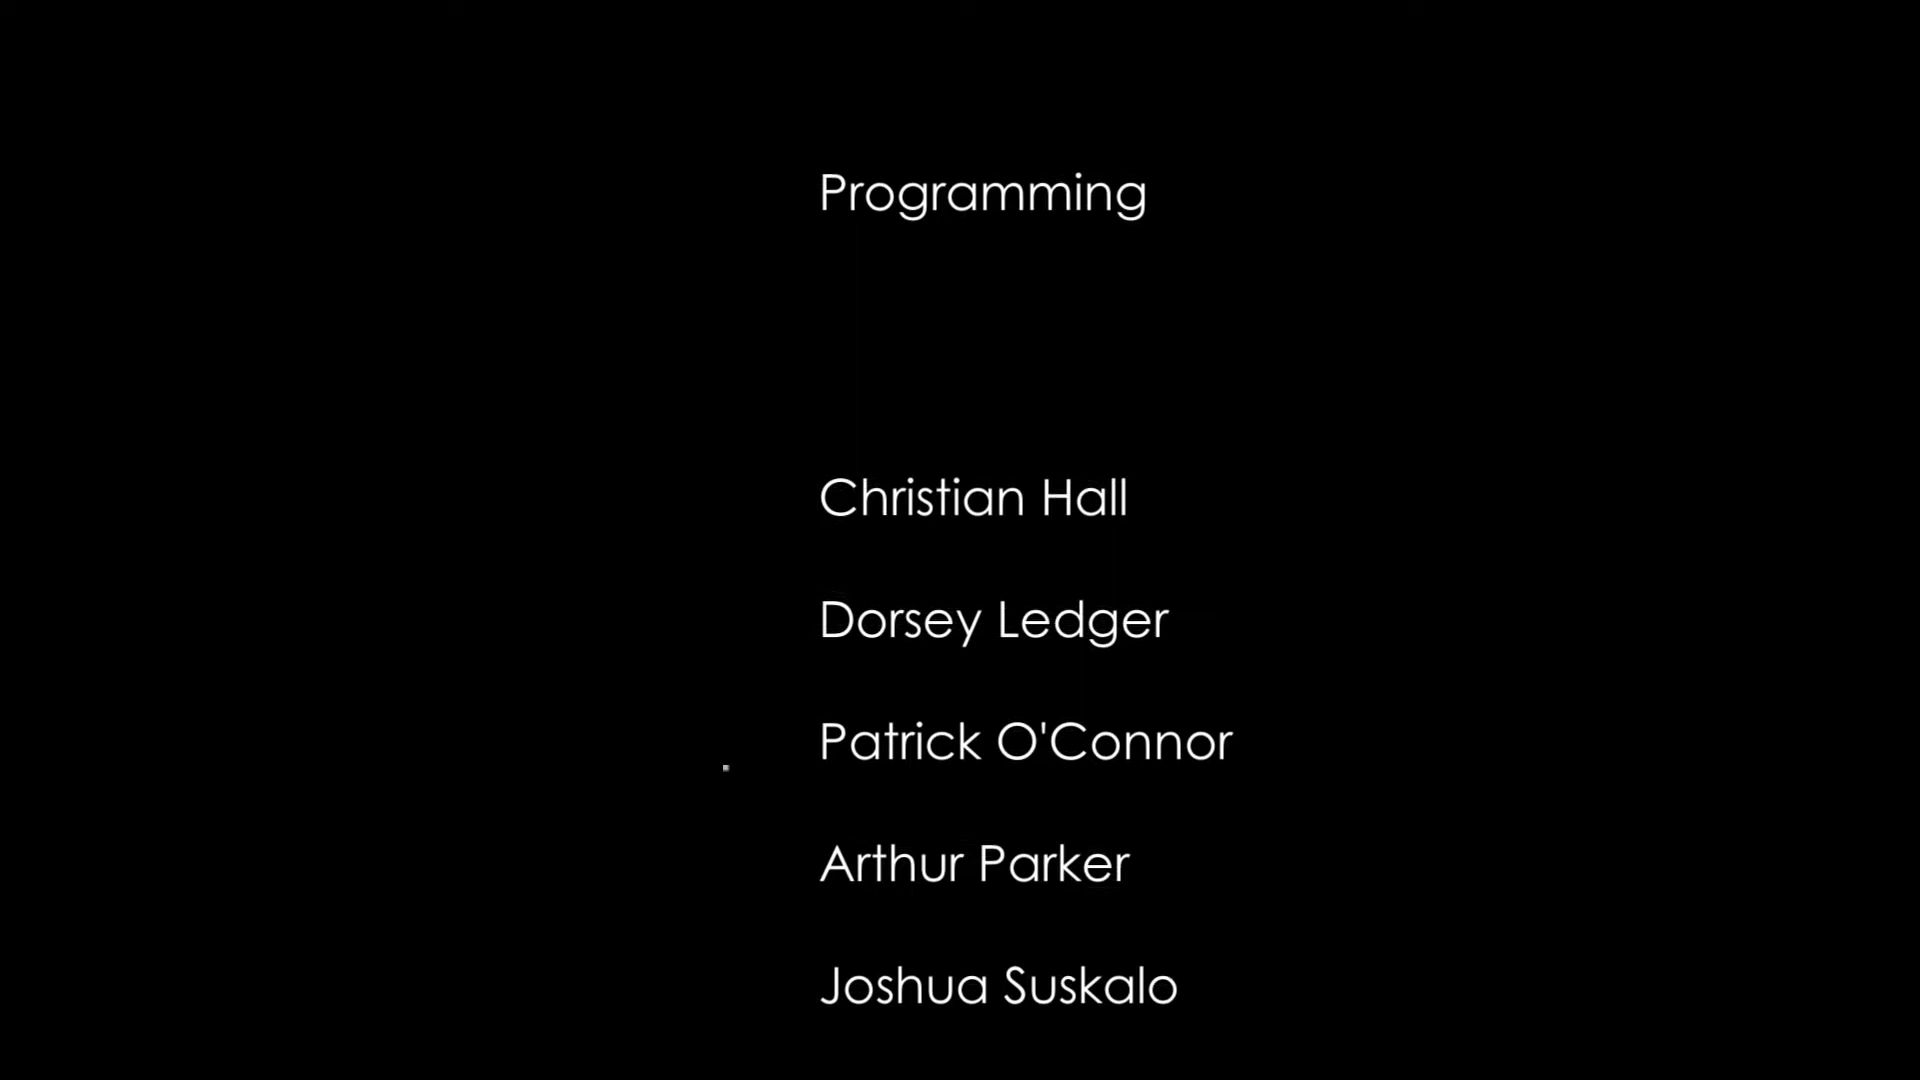 Programming
Christian Hall
Dorsey Ledger
Patrick O'Connor
Arthur Parker
Joshua Suskalo